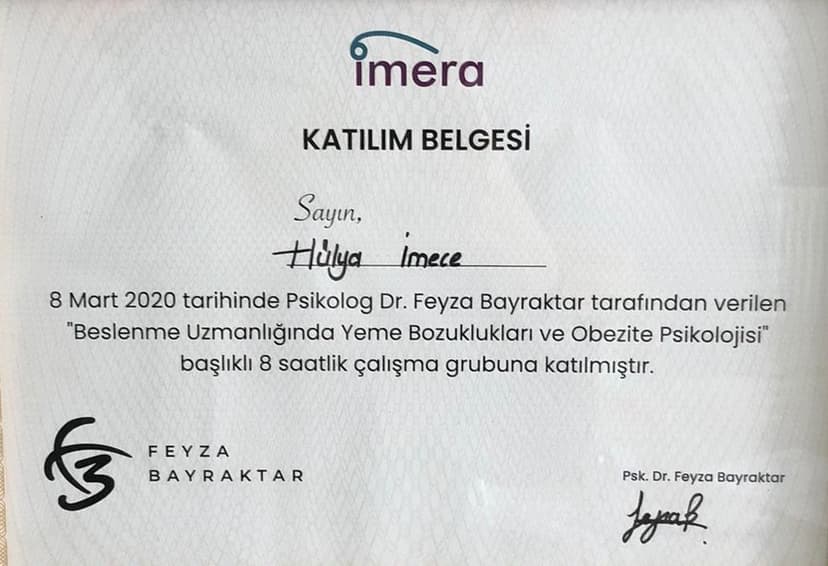 imera
KATILIM BELGESİ
Sayın,
Hülya İmece
8 Mart 2020 tarihinde Psikolog Dr. Feyza Bayraktar tarafından verilen
"Beslenme Uzmanlığında Yeme Bozuklukları ve Obezite Psikolojisi"
başlıklı 8 saatlik çalışma grubuna katılmıştır.
FEYZA
BAYRAKTAR
Psk. Dr. Feyza Bayraktar